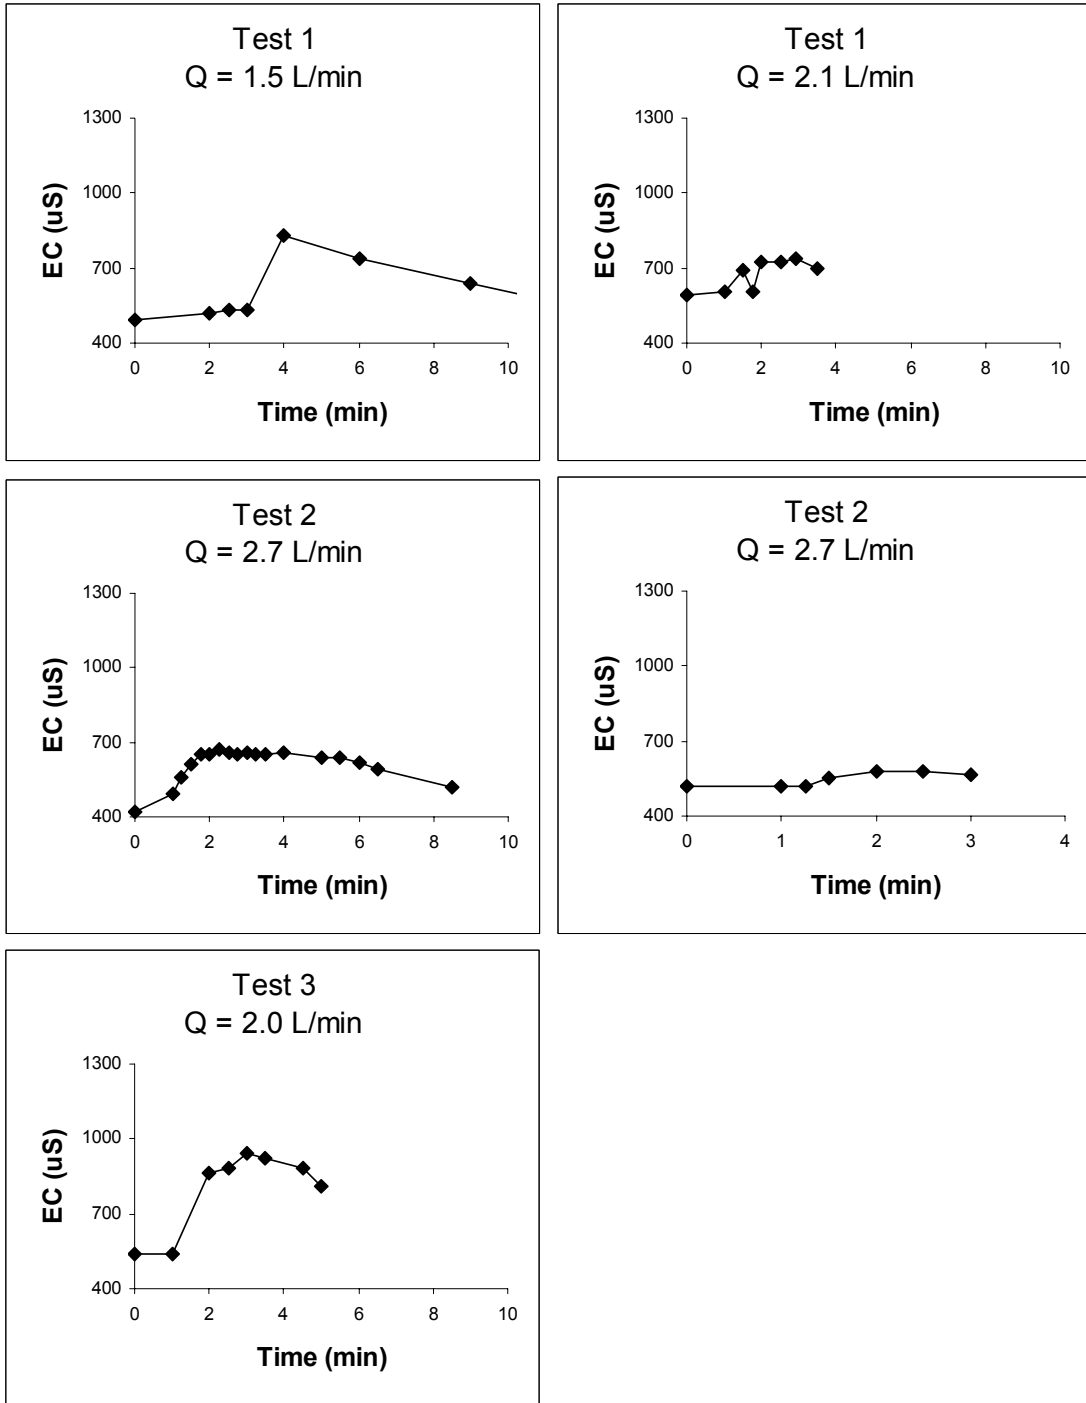 Test 1
Q = 1.5 L/min
1300
1000
700
400
EC (uS)
0 2 4 6 8 10
Time (min)
Test 1
Q = 2.1 L/min
1300
1000
700
400
EC (uS)
0 2 4 6 8 10
Time (min)
Test 2
Q = 2.7 L/min
1300
1000
700
400
EC (uS)
0 2 4 6 8 10
Time (min)
Test 2
Q = 2.7 L/min
1300
1000
700
400
EC (uS)
0 1 2 3 4
Time (min)
Test 3
Q = 2.0 L/min
1300
1000
700
400
EC (uS)
0 2 4 6 8 10
Time (min)